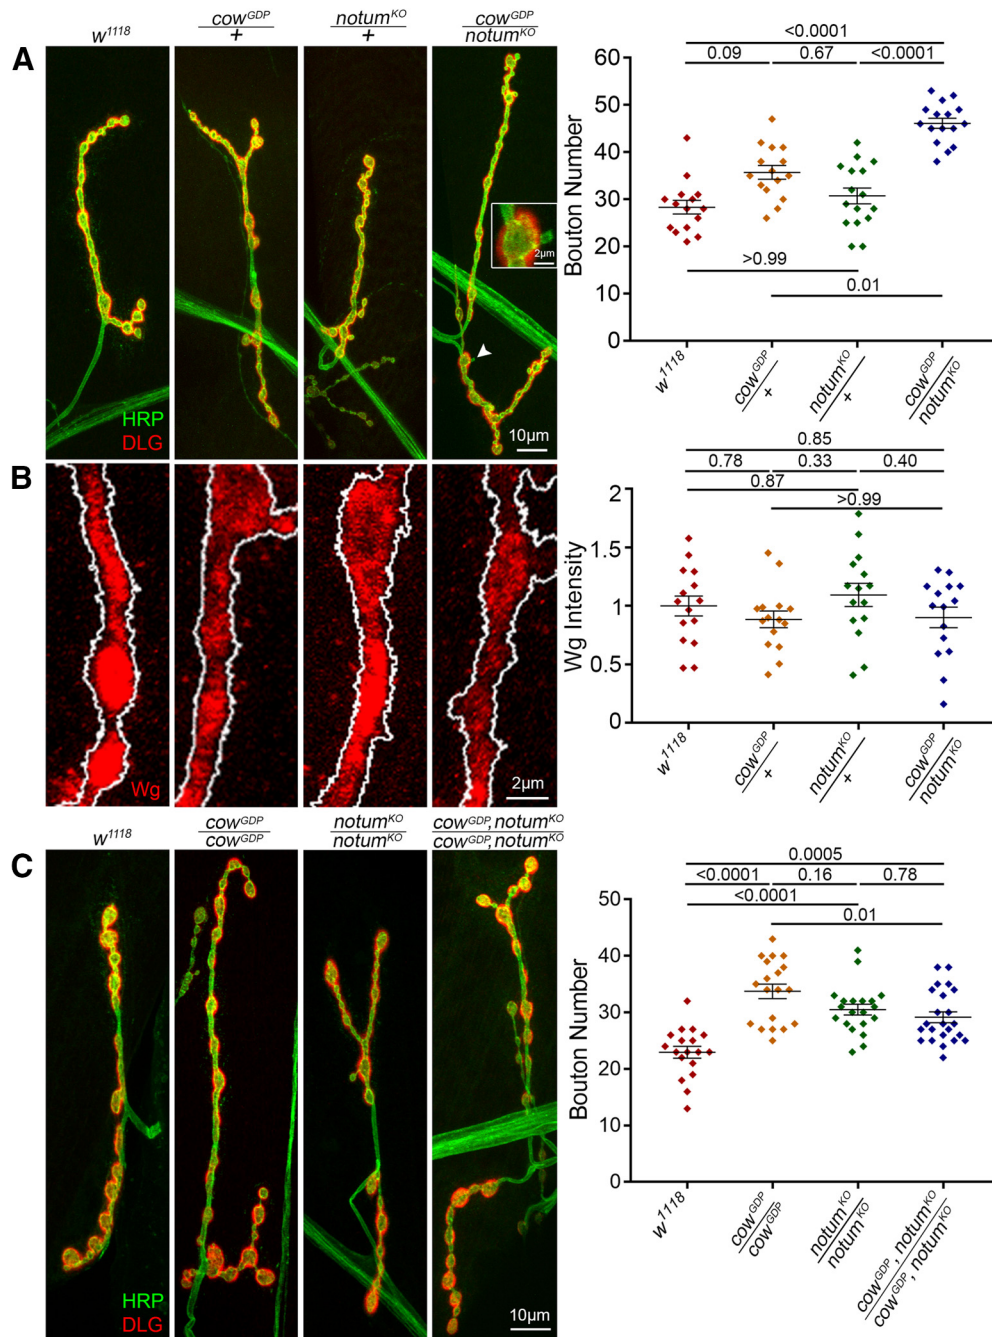 A
w1118
cowGDP
+
notumKO
+
cowGDP
notumKO
2µm
HRP
DLG
10µm
<0.0001
0.09 0.67 <0.0001
60
50
40
30
20
10
0
Bouton Number
>0.99
0.01
w1118
cowGDP
+
notumKO
+
cowGDP
notumKO
B
Wg
2µm
0.85
0.78 0.33 0.40
0.87
>0.99
2
1.5
1
0.5
0
Wg Intensity
w1118
cowGDP
+
notumKO
+
cowGDP
notumKO
C
w1118
cowGDP
cowGDP
notumKO
notumKO
cowGDP, notumKO
cowGDP, notumKO
HRP
DLG
10µm
0.0005
<0.0001 0.16 0.78
<0.0001
0.01
50
40
30
20
10
0
Bouton Number
w1118
cowGDP
cowGDP
notumKO
notumKO
cowGDP, notumKO
cowGDP, notumKO